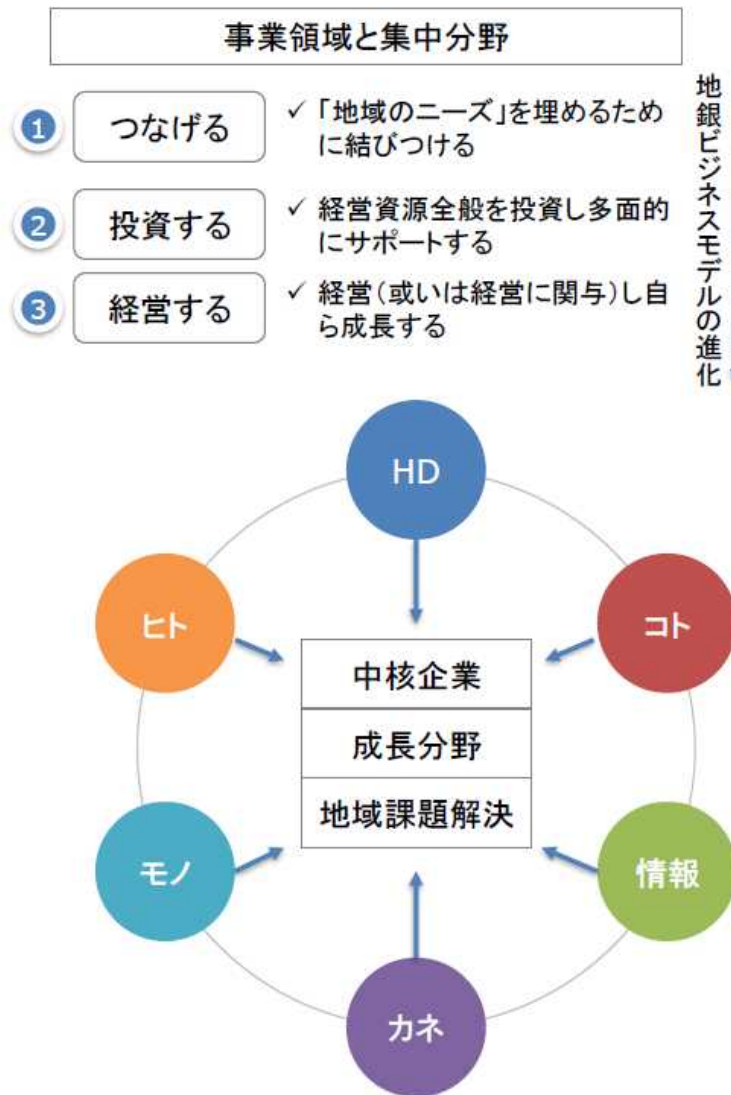 事業領域と集中分野
1 つなげる
✓ 「地域のニーズ」を埋めるため
に結びつける
2 投資する
✓ 経営資源全般を投資し多面的
にサポートする
3 経営する
✓ 経営(或いは経営に関与)し自
ら成長する
地銀ビジネスモデルの進化
HD
ヒト
コト
中核企業
成長分野
地域課題解決
モノ
情報
カネ